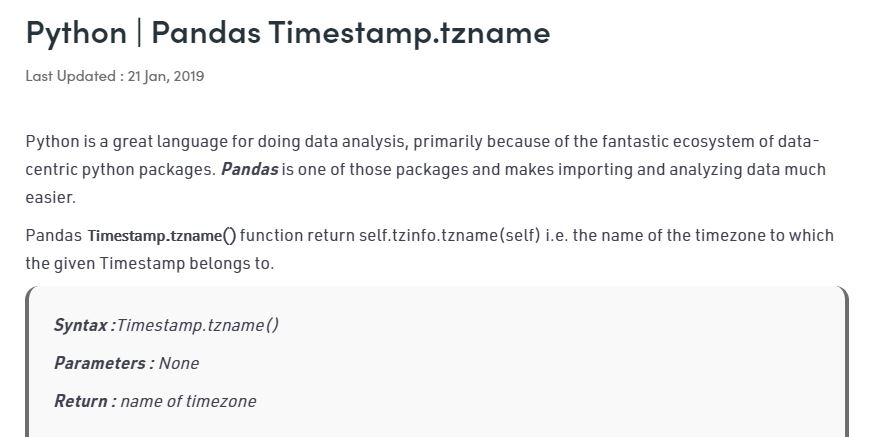 Python | Pandas Timestamp.tzname
Last Updated : 21 Jan, 2019
Python is a great language for doing data analysis, primarily because of the fantastic ecosystem of data-
centric python packages. Pandas is one of those packages and makes importing and analyzing data much
easier.
Pandas Timestamp.tzname() function return self.tzinfo.tzname(self) i.e. the name of the timezone to which
the given Timestamp belongs to.
Syntax :Timestamp.tzname()
Parameters : None
Return : name of timezone